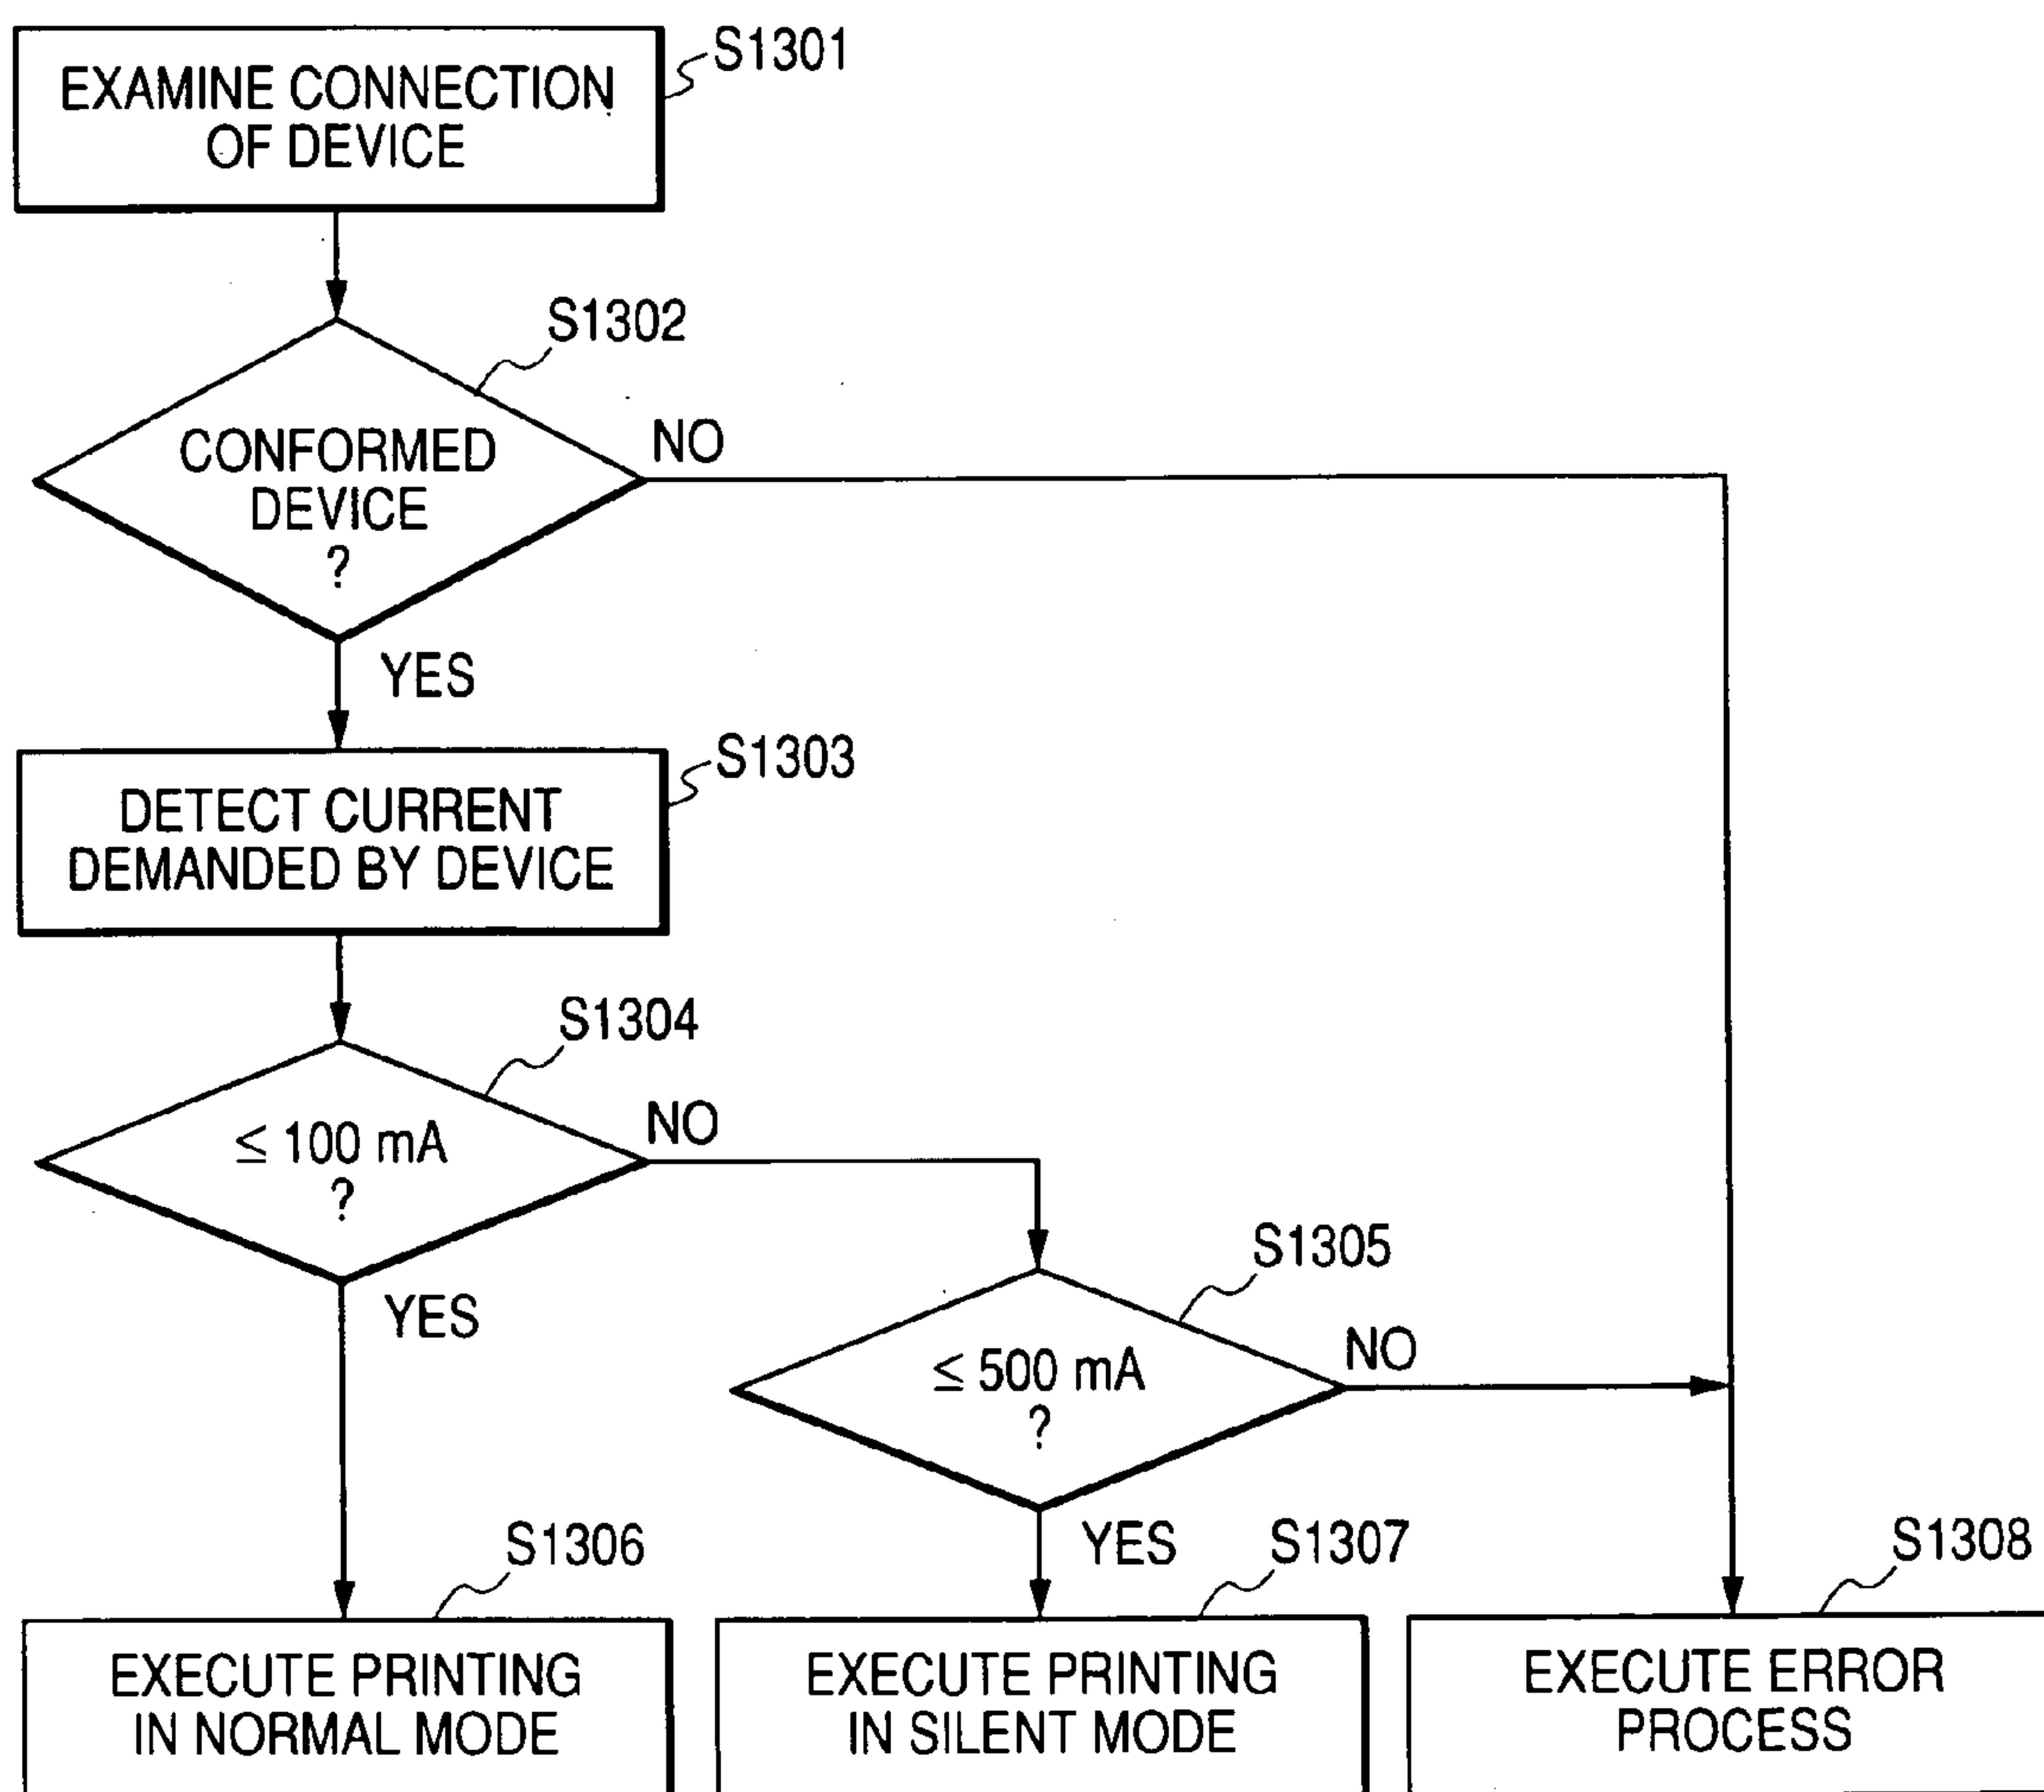 S1301
EXAMINE CONNECTION
OF DEVICE
S1302
CONFORMED
DEVICE
?
NO
YES
S1303
DETECT CURRENT
DEMANDED BY DEVICE
S1304
≤ 100 mA
?
NO
YES
S1305
≤ 500 mA
?
NO
YES
S1306
EXECUTE PRINTING
IN NORMAL MODE
S1307
EXECUTE PRINTING
IN SILENT MODE
S1308
EXECUTE ERROR
PROCESS